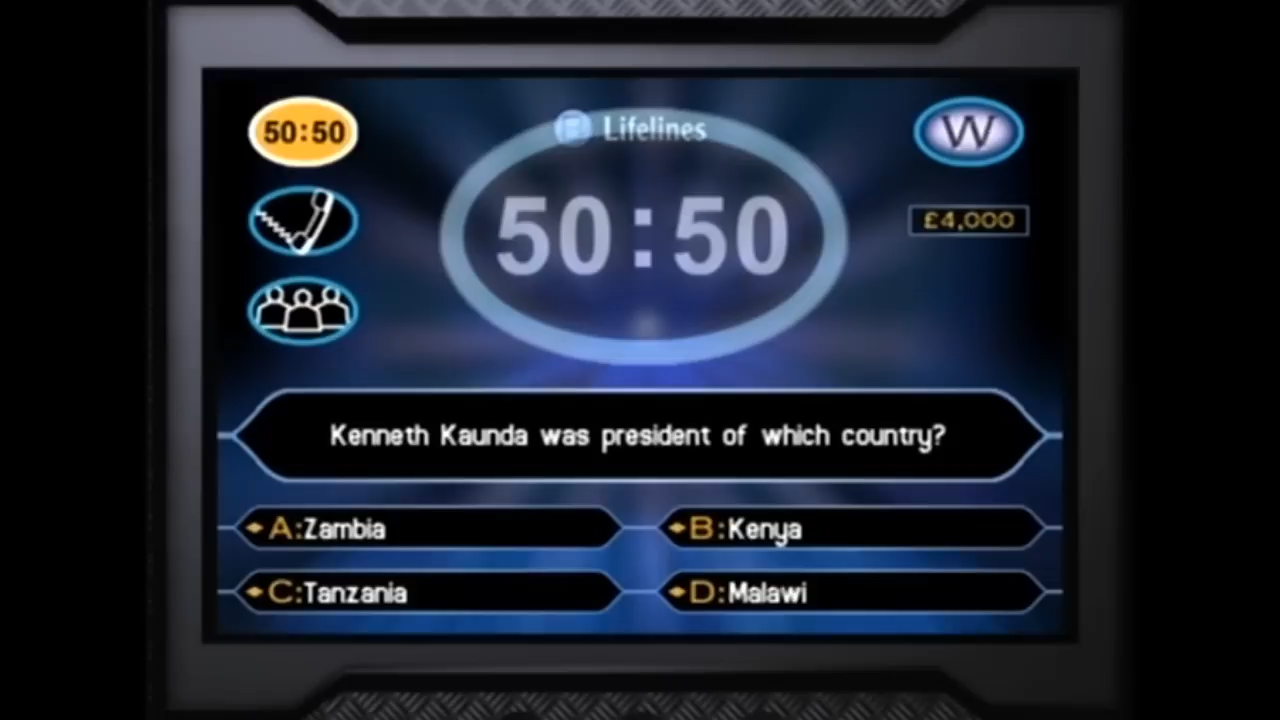 50:50
Lifelines
W
50:50
£4,000
Kenneth Kaunda was president of which country?
A:Zambia
B:Kenya
C:Tanzania
D:Malawi